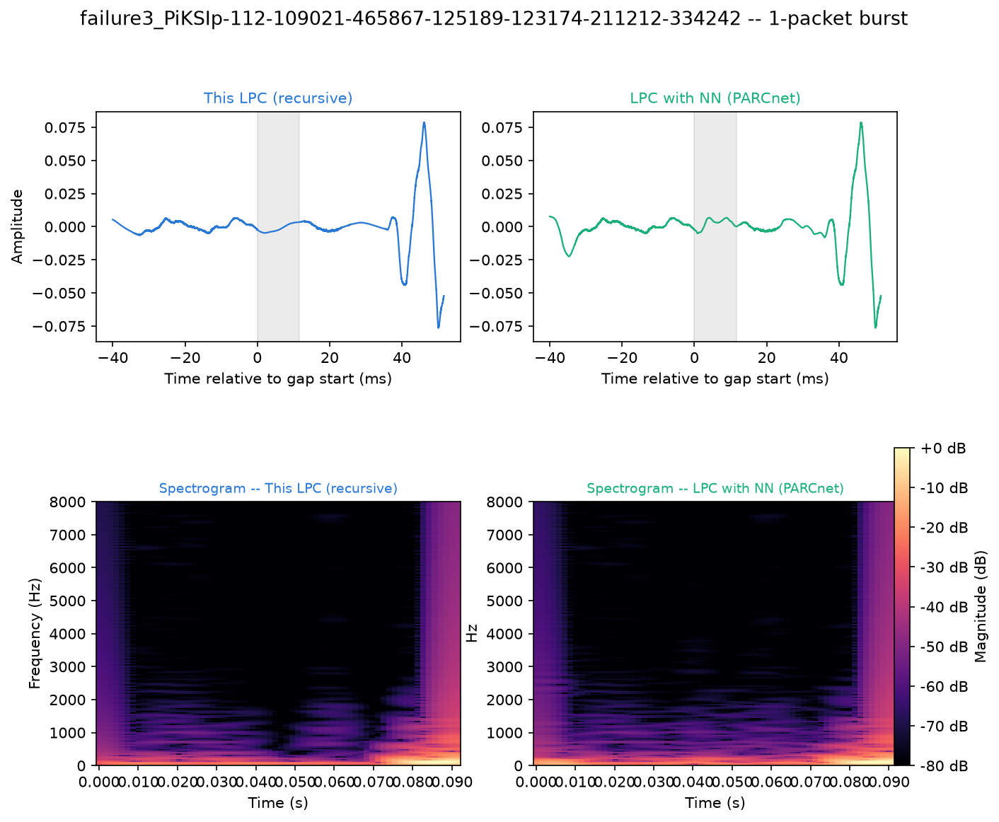 failure3_PiKSIp-112-109021-465867-125189-123174-211212-334242 -- 1-packet burst
This LPC (recursive)
LPC with NN (PARCnet)
Amplitude
0.075
0.050
0.025
0.000
−0.025
−0.050
−0.075
−40
−20
0
20
40
Time relative to gap start (ms)
0.075
0.050
0.025
0.000
−0.025
−0.050
−0.075
−40
−20
0
20
40
Time relative to gap start (ms)
Spectrogram -- This LPC (recursive)
Spectrogram -- LPC with NN (PARCnet)
Frequency (Hz)
8000
7000
6000
5000
4000
3000
2000
1000
0
0.000 0.010 0.020 0.030 0.040 0.050 0.060 0.070 0.080 0.090
Time (s)
Hz
8000
7000
6000
5000
4000
3000
2000
1000
0
0.000 0.010 0.020 0.030 0.040 0.050 0.060 0.070 0.080 0.090
Time (s)
+0 dB
-10 dB
-20 dB
-30 dB
-40 dB
-50 dB
-60 dB
-70 dB
-80 dB
Magnitude (dB)